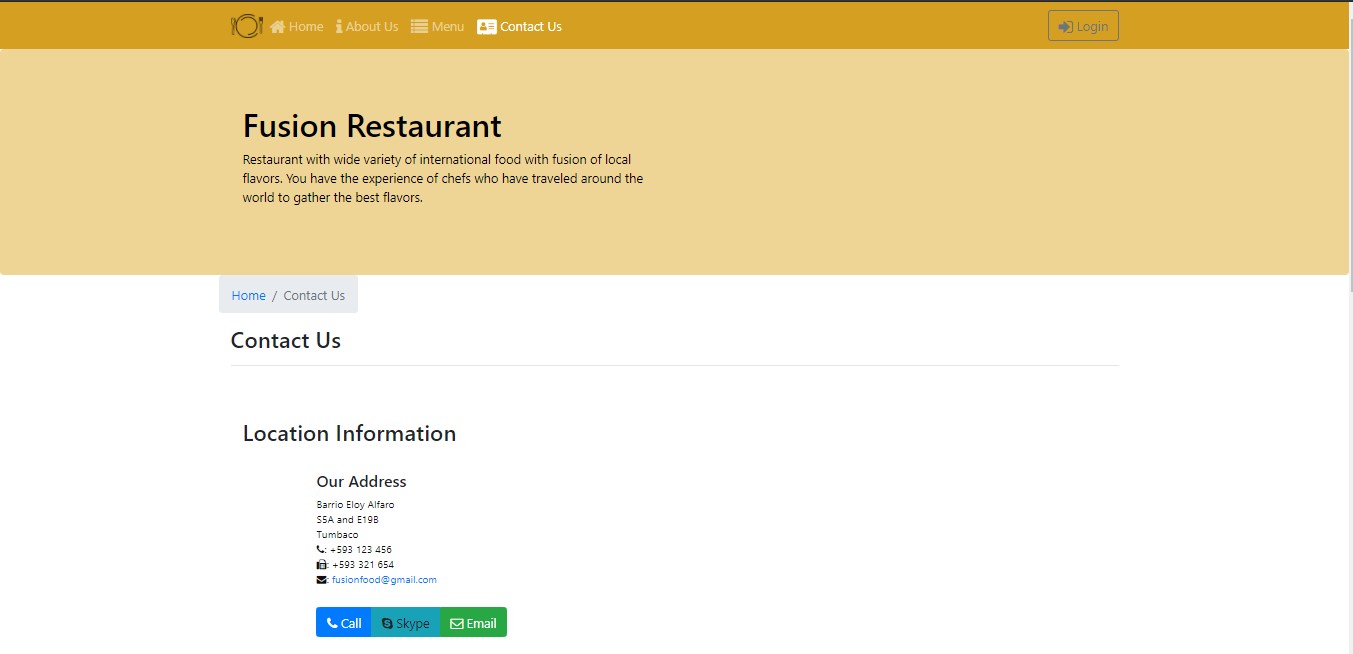 Home About Us Menu Contact Us Login
Fusion Restaurant
Restaurant with wide variety of international food with fusion of local
flavors. You have the experience of chefs who have traveled around the
world to gather the best flavors.
Home / Contact Us
Contact Us
Location Information
Our Address
Barrio Eloy Alfaro
S5A and E19B
Tumbaco
: +593 123 456
: +593 321 654
: fusionfood@gmail.com
Call Skype Email